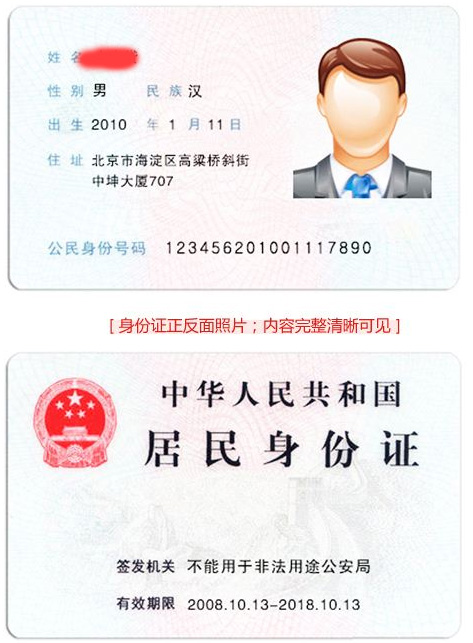 姓 名
性 别 男 民 族 汉
出 生 2010 年 1 月 11 日
住 址 北京市海淀区高粱桥斜街
中坤大厦707
公民身份号码 123456201001117890
[ 身份证正反面照片；内容完整清晰可见 ]
中华人民共和国
居民身份证
签发机关 不能用于非法用途公安局
有效期限 2008.10.13-2018.10.13